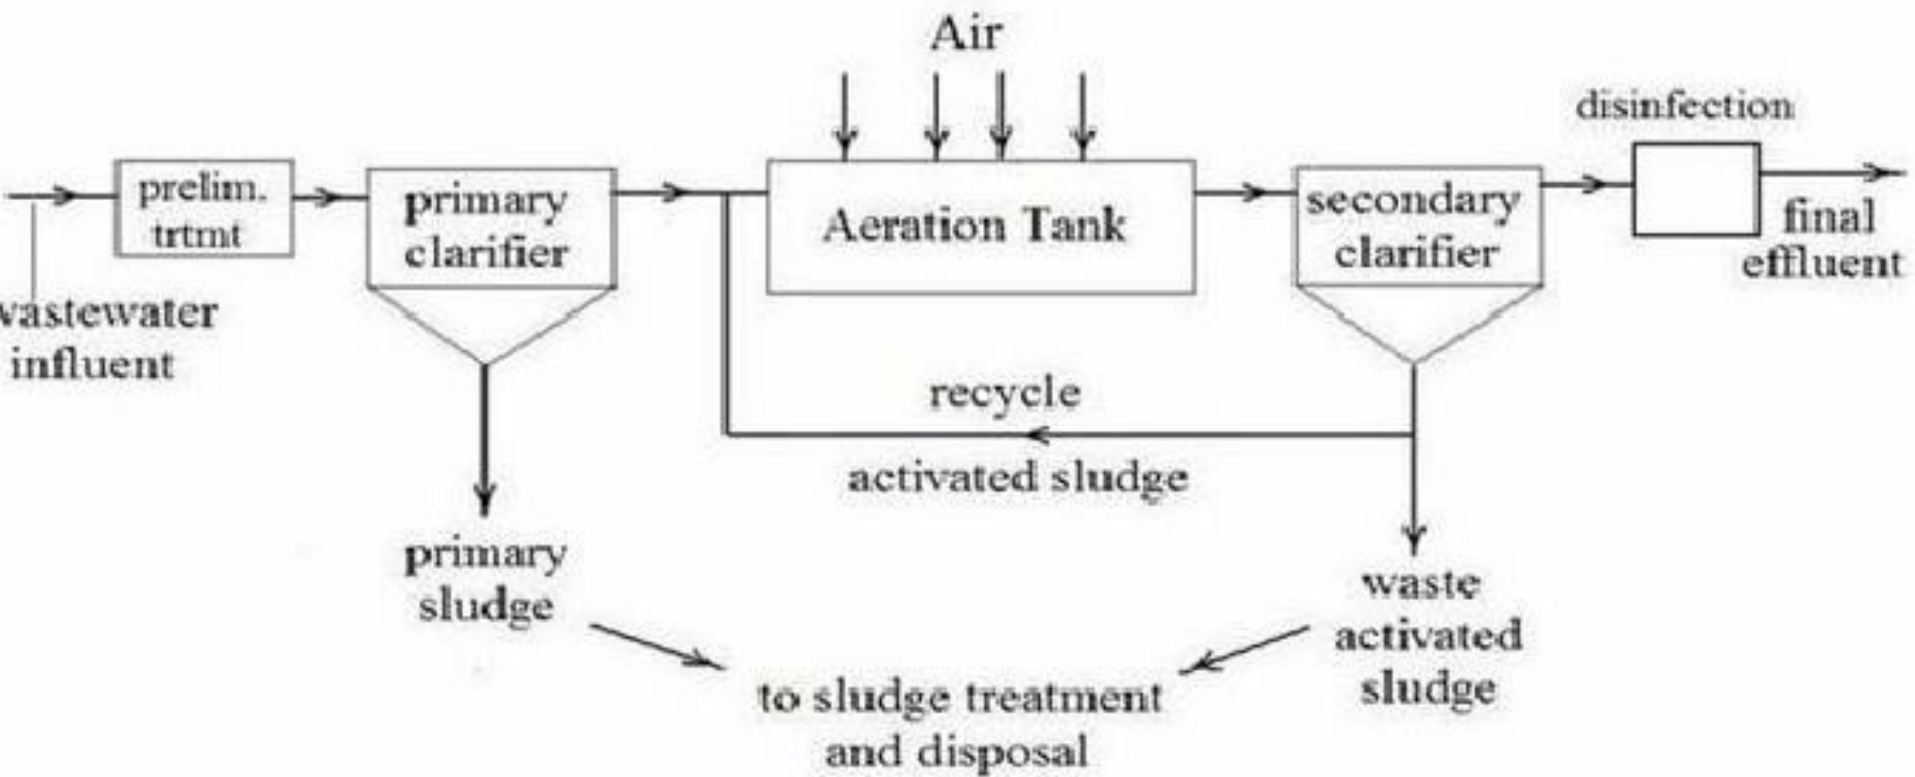 Air
disinfection
prelim.
trtmt
primary
clarifier
Aeration Tank
secondary
clarifier
final
effluent
wastewater
influent
recycle
activated sludge
primary
sludge
waste
activated
sludge
to sludge treatment
and disposal